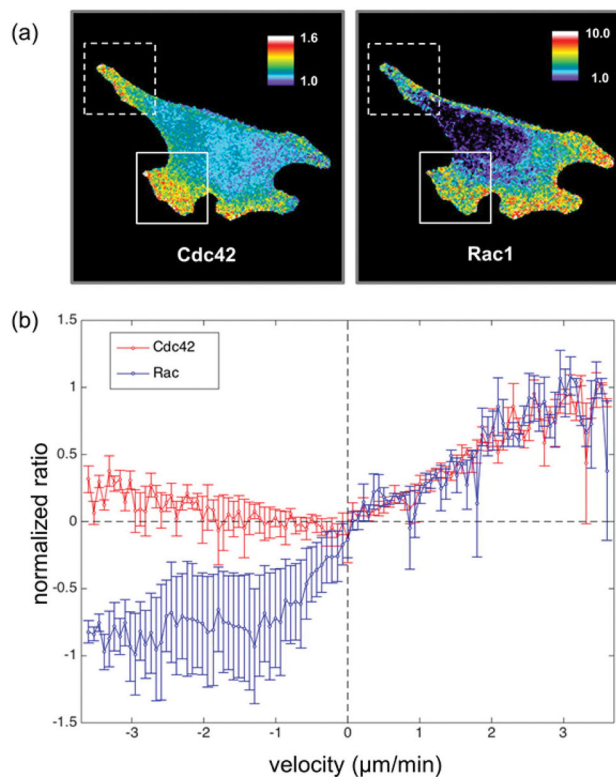 (a)
1.6
1.0
Cdc42
10.0
1.0
Rac1
(b)
1.5
1
0.5
0
-0.5
-1
-1.5
normalized ratio
Cdc42
Rac
-3 -2 -1 0 1 2 3
velocity (µm/min)